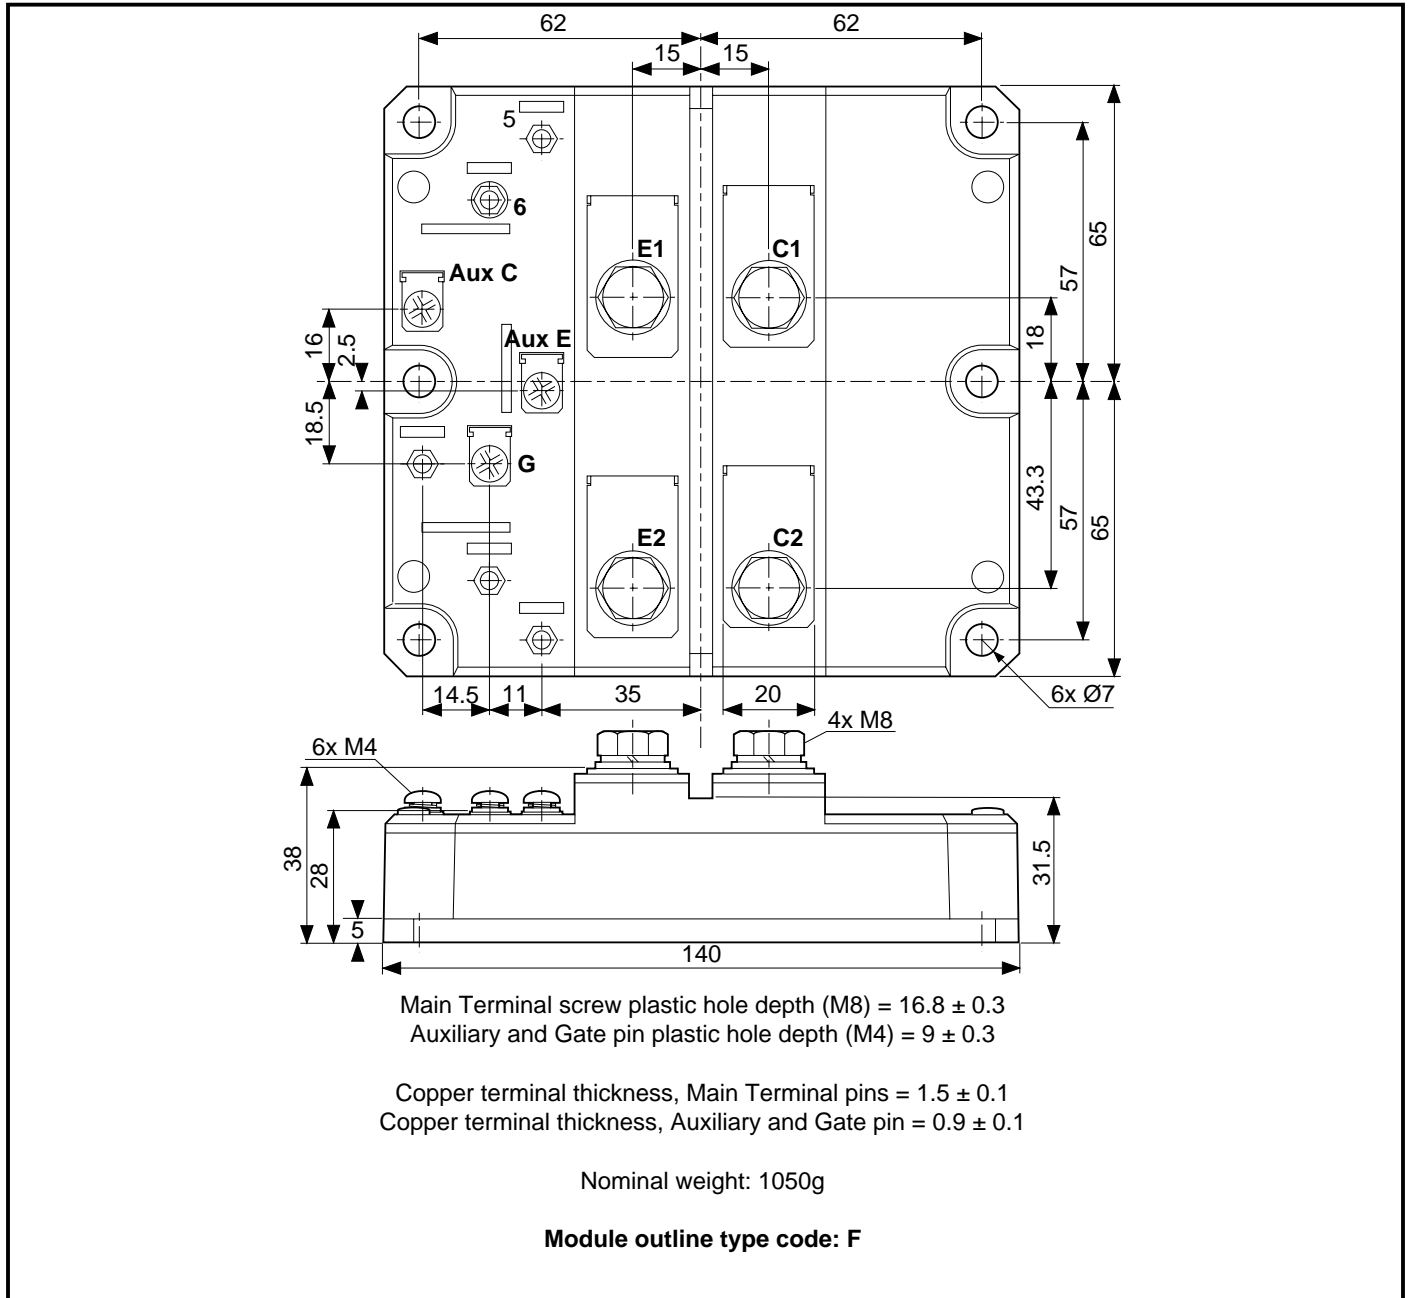 62 62
15 15
5
6
E1 C1
Aux C
65
57
18
16
2.5
Aux E
18.5
G
43.3
57
65
E2 C2
14.5 11 35 20
6x Ø7
4x M8
6x M4
38
28
5
31.5
140
Main Terminal screw plastic hole depth (M8) = 16.8 ± 0.3
Auxiliary and Gate pin plastic hole depth (M4) = 9 ± 0.3
Copper terminal thickness, Main Terminal pins = 1.5 ± 0.1
Copper terminal thickness, Auxiliary and Gate pin = 0.9 ± 0.1
Nominal weight: 1050g
Module outline type code: F